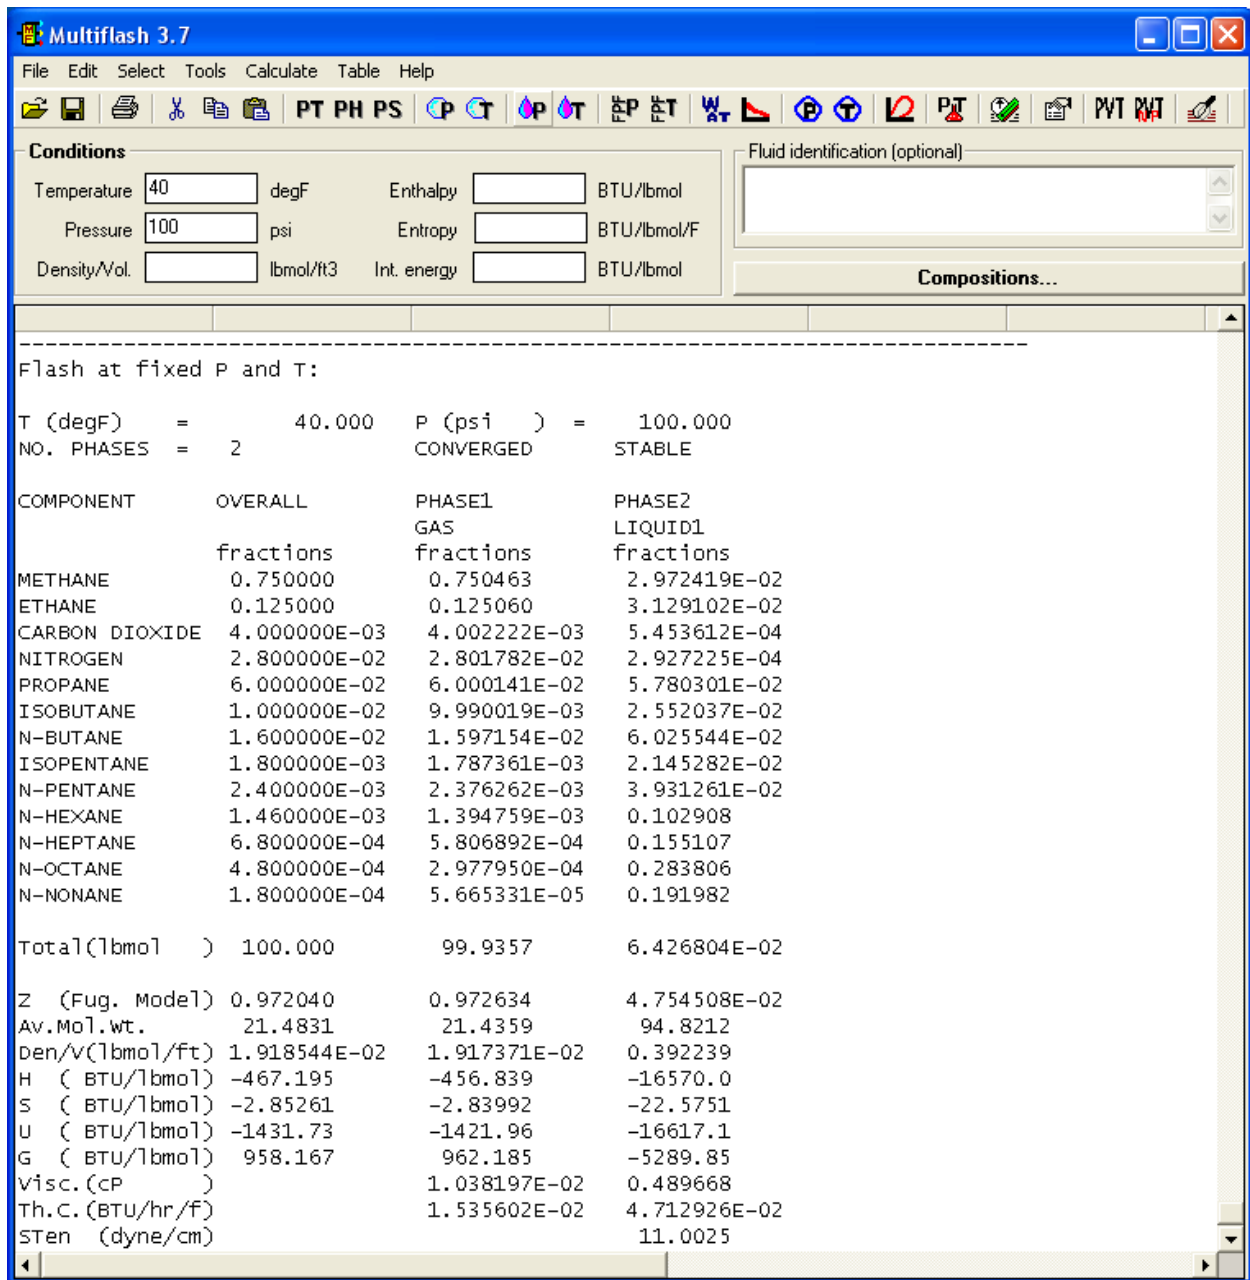 Multiflash 3.7
File Edit Select Tools Calculate Table Help
PT PH PS P T P T P T W T P T PxT PVT PVT
Conditions
Fluid identification (optional)
Temperature 40 degF Enthalpy BTU/lbmol
Pressure 100 psi Entropy BTU/lbmol/F
Density/Vol. lbmol/ft3 Int. energy BTU/lbmol
Compositions...
--------------------------------------------------------------------------------
Flash at fixed P and T:
T (degF) = 40.000 P (psi ) = 100.000
NO. PHASES = 2 CONVERGED STABLE
COMPONENT OVERALL PHASE1 PHASE2
GAS LIQUID1
fractions fractions fractions
METHANE 0.750000 0.750463 2.972419E-02
ETHANE 0.125000 0.125060 3.129102E-02
CARBON DIOXIDE 4.000000E-03 4.002222E-03 5.453612E-04
NITROGEN 2.800000E-02 2.801782E-02 2.927225E-04
PROPANE 6.000000E-02 6.000141E-02 5.780301E-02
ISOBUTANE 1.000000E-02 9.990019E-03 2.552037E-02
N-BUTANE 1.600000E-02 1.597154E-02 6.025544E-02
ISOPENTANE 1.800000E-03 1.787361E-03 2.145282E-02
N-PENTANE 2.400000E-03 2.376262E-03 3.931261E-02
N-HEXANE 1.460000E-03 1.394759E-03 0.102908
N-HEPTANE 6.800000E-04 5.806892E-04 0.155107
N-OCTANE 4.800000E-04 2.977950E-04 0.283806
N-NONANE 1.800000E-04 5.665331E-05 0.191982
Total(lbmol ) 100.000 99.9357 6.426804E-02
Z (Fug. Model) 0.972040 0.972634 4.754508E-02
Av.Mol.Wt. 21.4831 21.4359 94.8212
Den/V(lbmol/ft) 1.918544E-02 1.917371E-02 0.392239
H ( BTU/lbmol) -467.195 -456.839 -16570.0
S ( BTU/lbmol) -2.85261 -2.83992 -22.5751
U ( BTU/lbmol) -1431.73 -1421.96 -16617.1
G ( BTU/lbmol) 958.167 962.185 -5289.85
Visc.(cP ) 1.038197E-02 0.489668
Th.C.(BTU/hr/f) 1.535602E-02 4.712926E-02
STen (dyne/cm) 11.0025